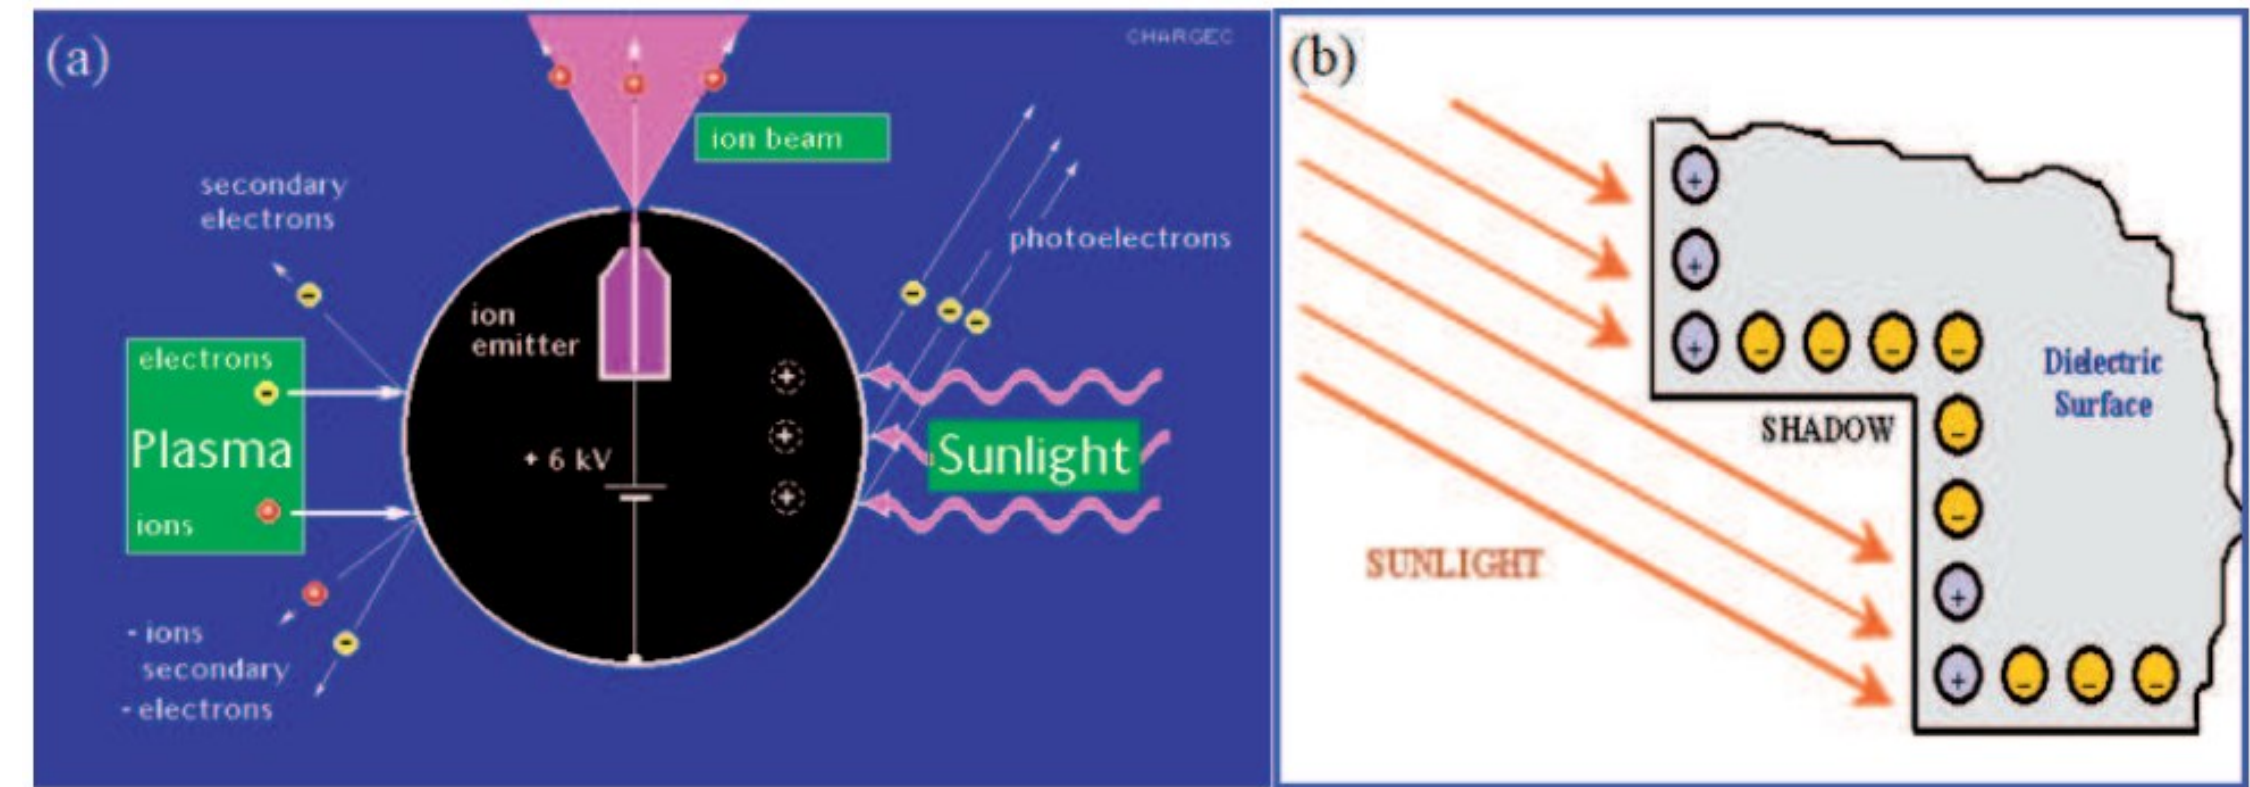 (a)
CHARGEC
ion beam
secondary
electrons
photoelectrons
ion
emitter
electrons
-
Plasma
ions
+ 6 kV
+
+
+
Sunlight
- ions
secondary
- electrons
(b)
+
+
+ - - - -
Dielectric
Surface
SHADOW
-
-
SUNLIGHT
+
+ - - -